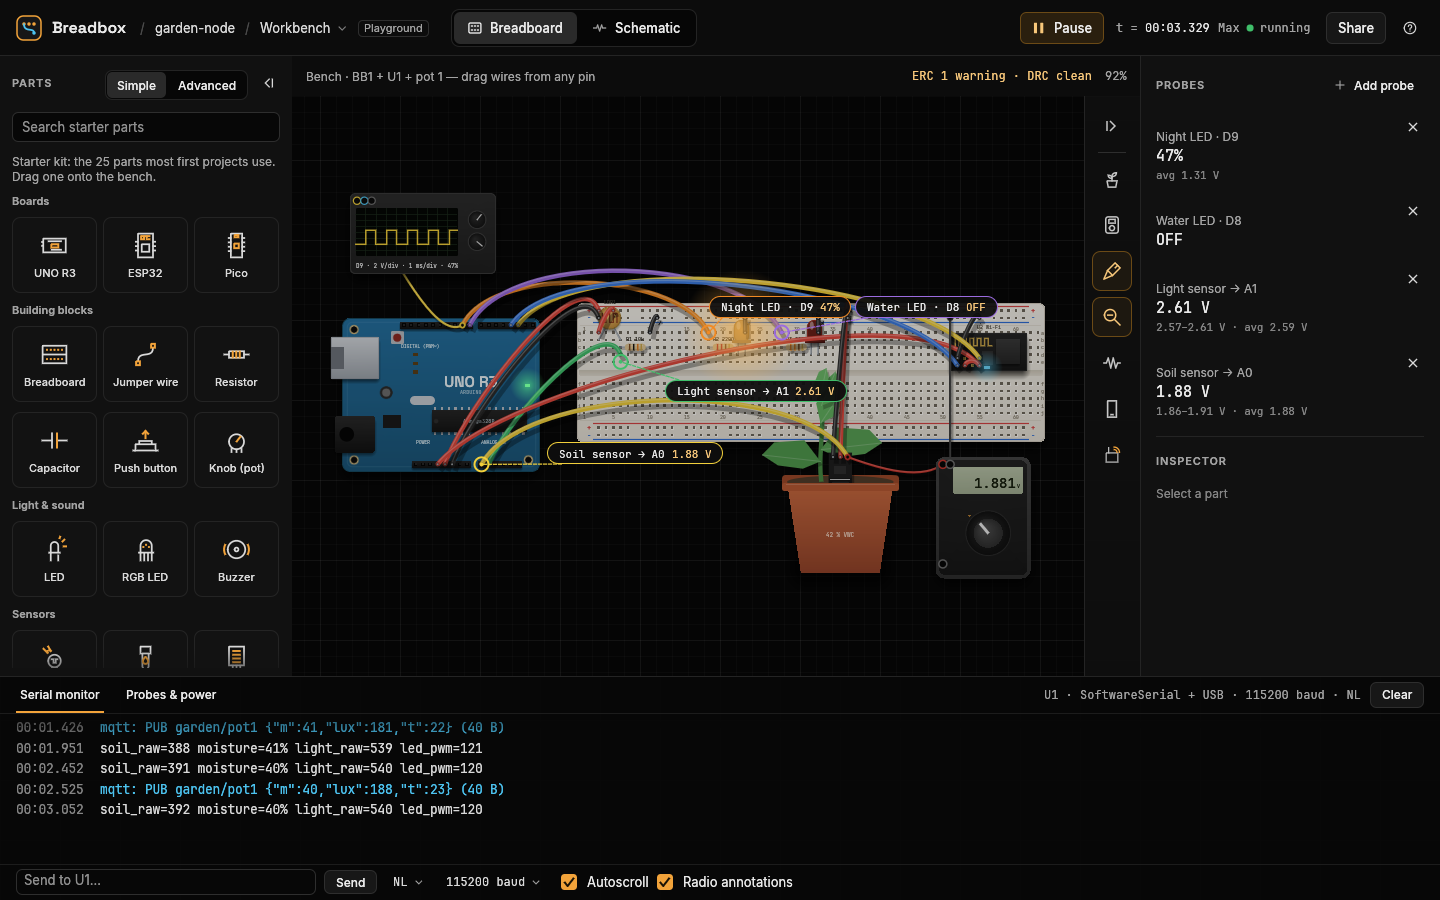 Breadbox / garden-node / Workbench Playground
Breadboard Schematic
Pause t = 00:03.329 Max running Share
PARTS Simple Advanced
Search starter parts
Starter kit: the 25 parts most first projects use.
Drag one onto the bench.
Boards
UNO R3 ESP32 Pico
Building blocks
Breadboard Jumper wire Resistor
Capacitor Push button Knob (pot)
Light & sound
LED RGB LED Buzzer
Sensors
Bench · BB1 + U1 + pot 1 — drag wires from any pin
ERC 1 warning · DRC clean 92%
D9 · 2 V/div · 1 ms/div · 47%
Night LED · D9 47%
Water LED · D8 OFF
DIGITAL (PWM~)
UNO R3
Light sensor → A1 2.61 V
POWER
Soil sensor → A0 1.88 V
1.881
42 % VWC
PROBES Add probe
Night LED · D9
47%
avg 1.31 V
Water LED · D8
OFF
Light sensor → A1
2.61 V
2.57–2.61 V · avg 2.59 V
Soil sensor → A0
1.88 V
1.86–1.91 V · avg 1.88 V
INSPECTOR
Select a part
Serial monitor Probes & power
U1 · SoftwareSerial + USB · 115200 baud · NL Clear
00:01.426 mqtt: PUB garden/pot1 {"m":41,"lux":181,"t":22} (40 B)
00:01.951 soil_raw=388 moisture=41% light_raw=539 led_pwm=121
00:02.452 soil_raw=391 moisture=40% light_raw=540 led_pwm=120
00:02.525 mqtt: PUB garden/pot1 {"m":40,"lux":188,"t":23} (40 B)
00:03.052 soil_raw=392 moisture=40% light_raw=540 led_pwm=120
Send to U1... Send NL 115200 baud Autoscroll Radio annotations